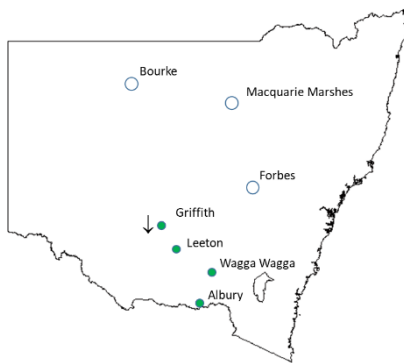 Bourke
Macquarie Marshes
Forbes
Griffith
Leeton
Wagga Wagga
Albury